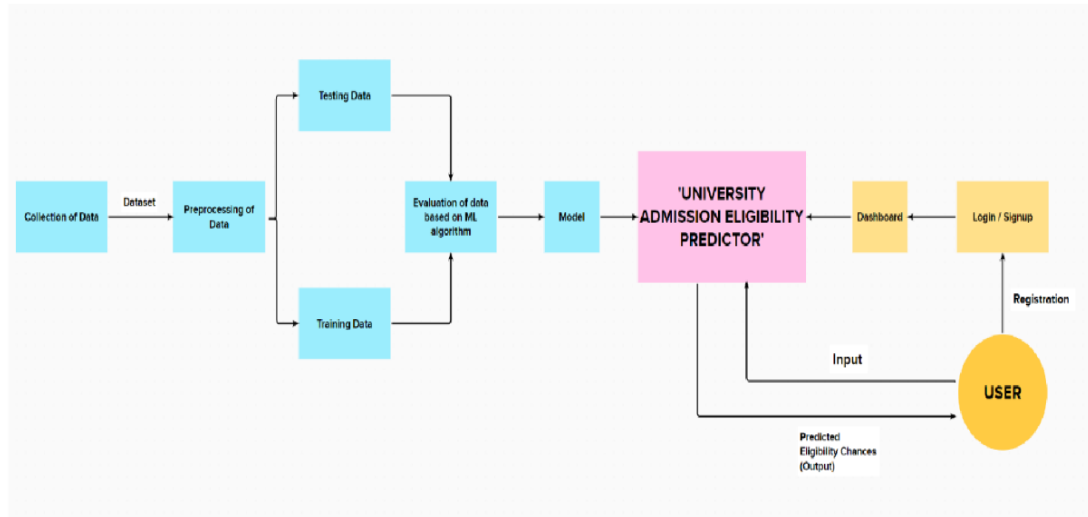 Testing Data
Collection of Data
Dataset
Preprocessing of
Data
Evaluation of data
based on ML
algorithm
Model
'UNIVERSITY
ADMISSION ELIGIBILITY
PREDICTOR'
Dashboard
Login / Signup
Training Data
Registration
Input
USER
Predicted
Eligibility Chances
(Output)